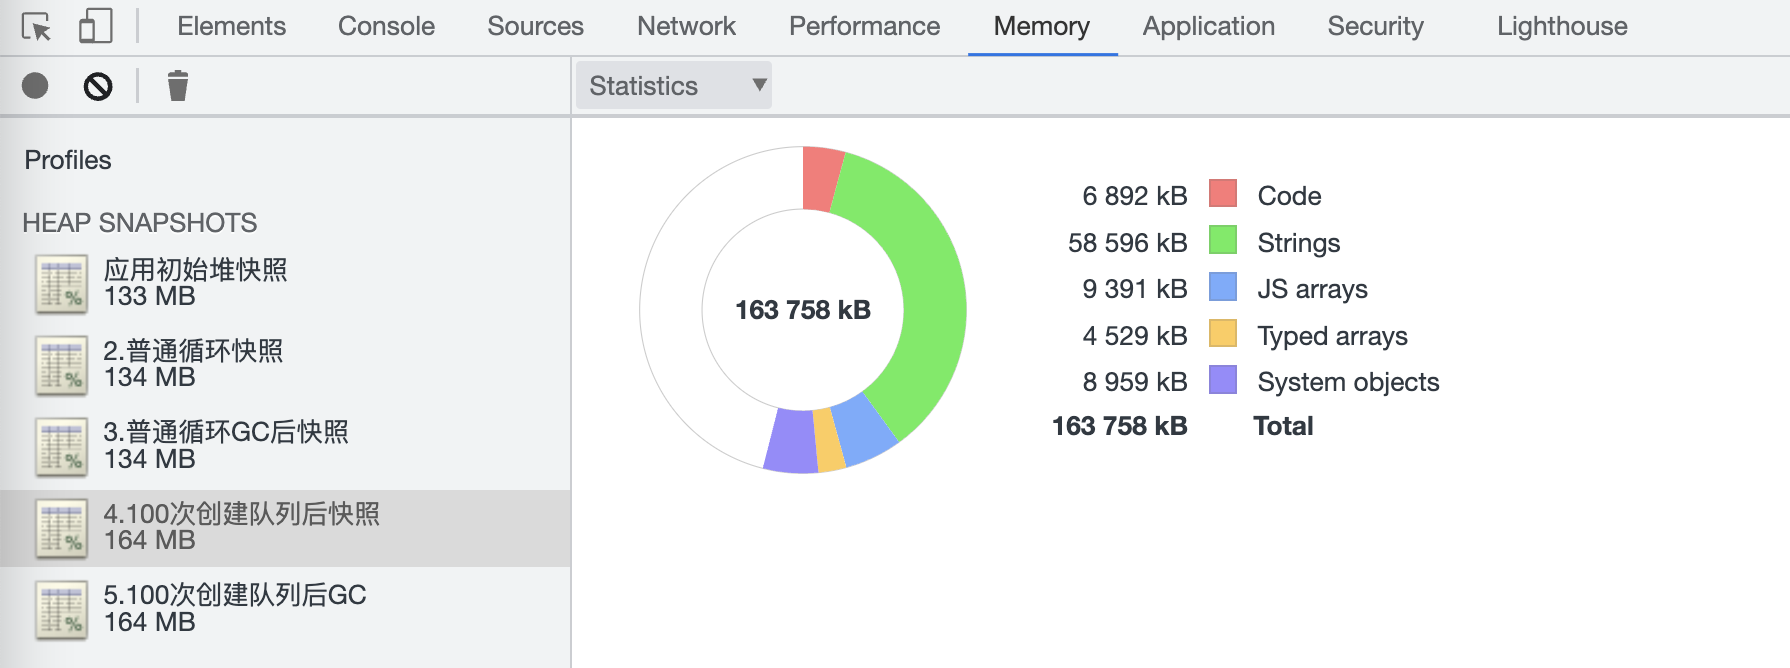 Elements Console Sources Network Performance Memory Application Security Lighthouse
Statistics
Profiles
HEAP SNAPSHOTS
应用初始堆快照
133 MB
2.普通循环快照
134 MB
3.普通循环GC后快照
134 MB
4.100次创建队列后快照
164 MB
5.100次创建队列后GC
164 MB
163 758 kB
6 892 kB Code
58 596 kB Strings
9 391 kB JS arrays
4 529 kB Typed arrays
8 959 kB System objects
163 758 kB Total